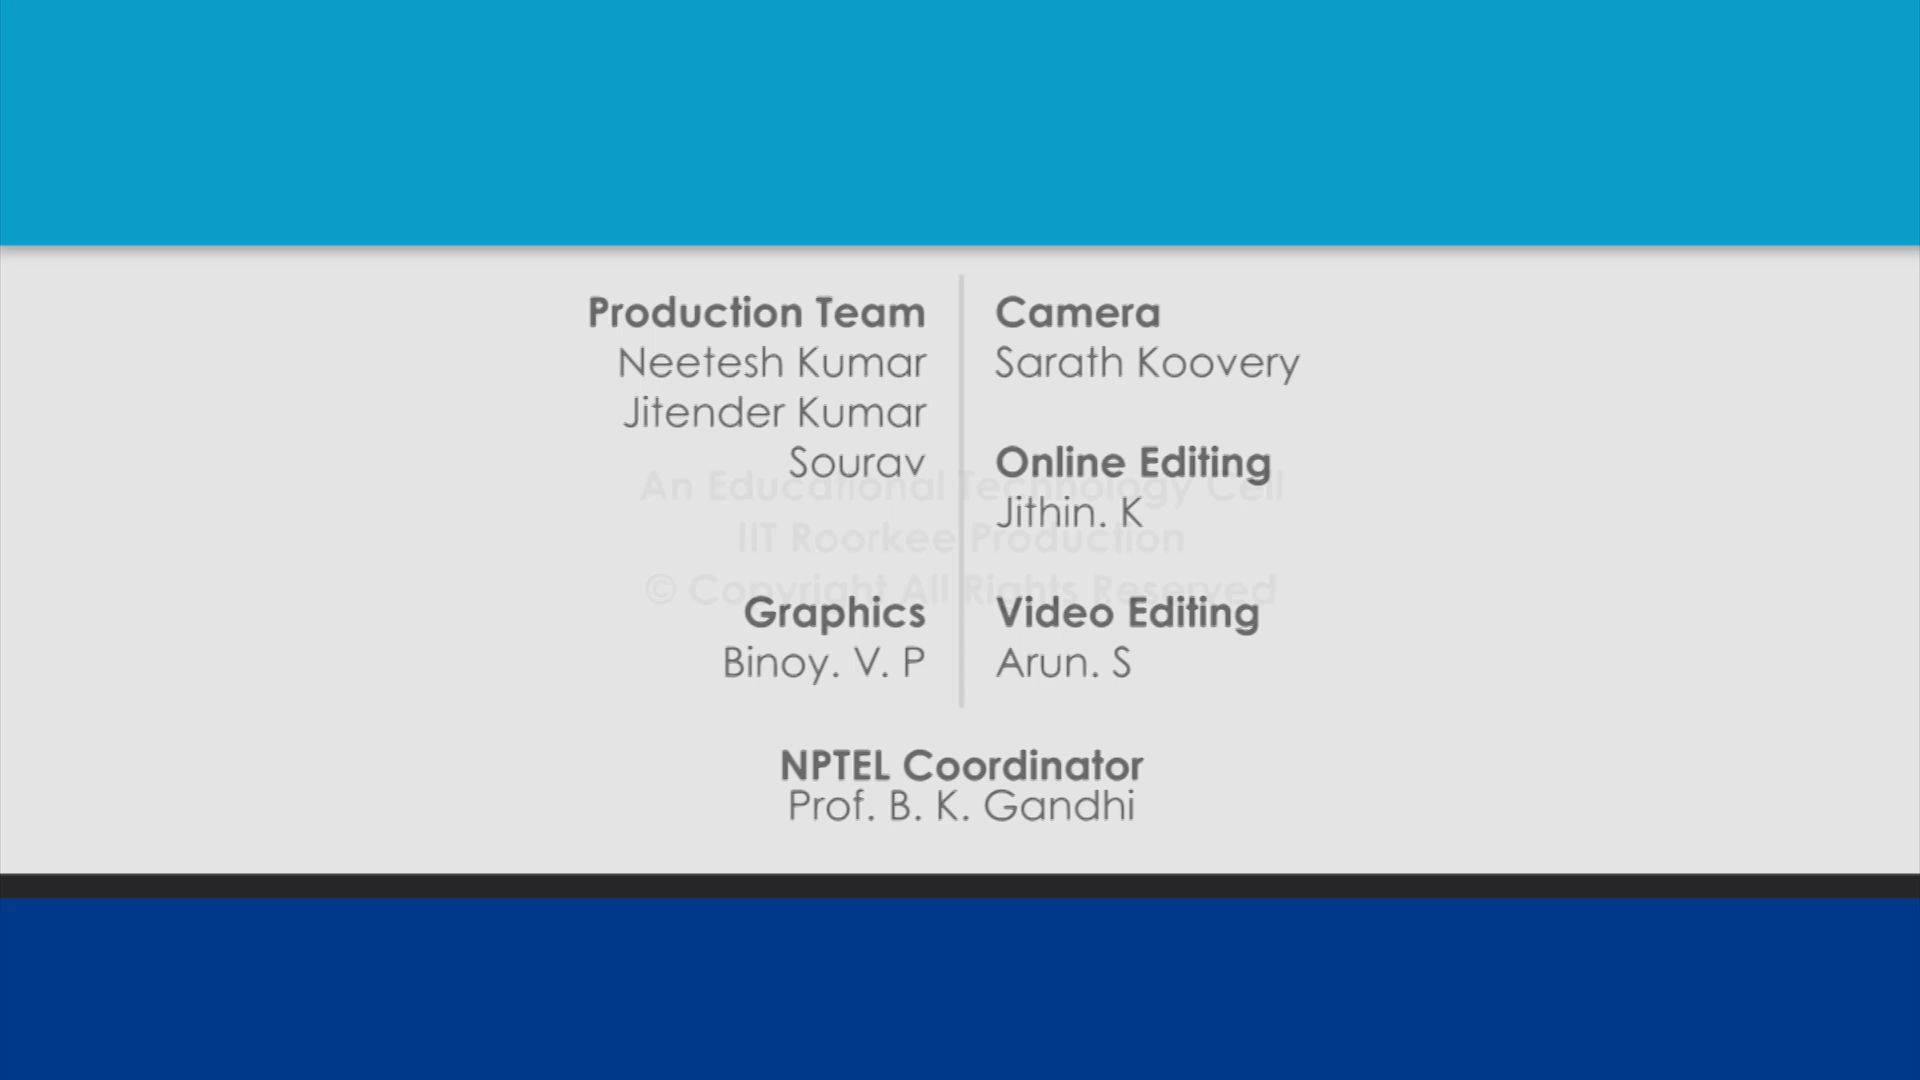 Production Team
Neetesh Kumar
Jitender Kumar
Sourav
Graphics
Binoy. V. P
Camera
Sarath Koovery
Online Editing
Jithin. K
Video Editing
Arun. S
NPTEL Coordinator
Prof. B. K. Gandhi
An Educational Technology Cell
IIT Roorkee Production
© Copyright All Rights Reserved